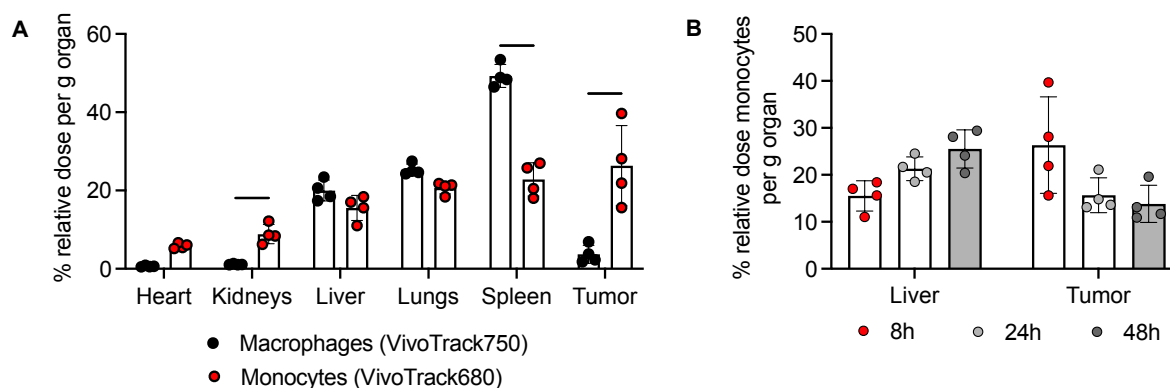 A
% relative dose per g organ
60
40
20
0
Heart Kidneys Liver Lungs Spleen Tumor
Macrophages (VivoTrack750)
Monocytes (VivoTrack680)
B
% relative dose monocytes
per g organ
50
40
30
20
10
0
Liver Tumor
8h 24h 48h